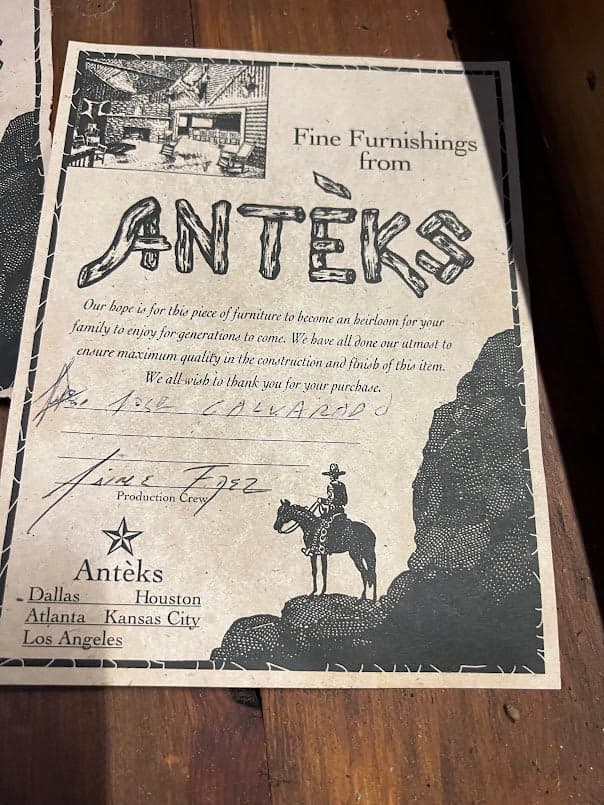 Fine Furnishings
from
ANTÈKS
Our hope is for this piece of furniture to become an heirloom for your
family to enjoy for generations to come. We have all done our utmost to
ensure maximum quality in the construction and finish of this item.
We all wish to thank you for your purchase.
JOSE
Production Crew
Antèks
Dallas Houston
Atlanta Kansas City
Los Angeles